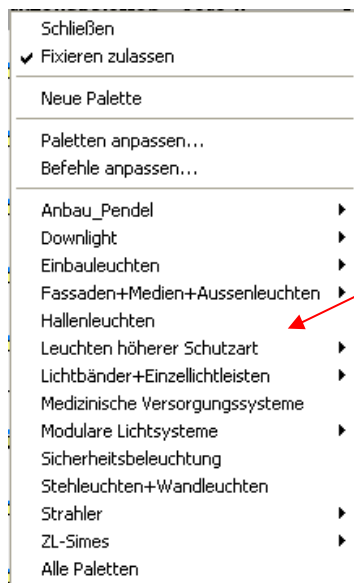 Schließen
Fixieren zulassen
Neue Palette
Paletten anpassen...
Befehle anpassen...
Anbau_Pendel
Downlight
Einbauleuchten
Fassaden+Medien+Aussenleuchten
Hallenleuchten
Leuchten höherer Schutzart
Lichtbänder+Einzellichtleisten
Medizinische Versorgungssysteme
Modulare Lichtsysteme
Sicherheitsbeleuchtung
Stehleuchten+Wandleuchten
Strahler
ZL-Simes
Alle Paletten